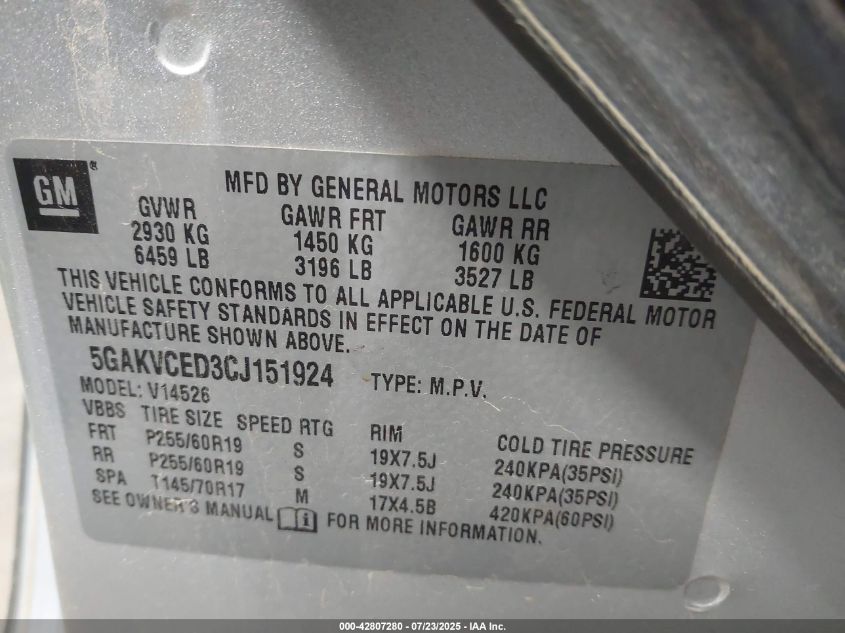 GM®
MFD BY GENERAL MOTORS LLC
GVWR GAWR FRT GAWR RR
2930 KG 1450 KG 1600 KG
6459 LB 3196 LB 3527 LB
THIS VEHICLE CONFORMS TO ALL APPLICABLE U.S. FEDERAL MOTOR
VEHICLE SAFETY STANDARDS IN EFFECT ON THE DATE OF
MANUFACTURE SHOWN ABOVE.
5GAKVCED3CJ151924 TYPE: M.P.V.
MODEL: V14526
VBBS TIRE SIZE SPEED RTG RIM COLD TIRE PRESSURE
FRT P255/60R19 S 19X7.5J 240KPA(35PSI)
RR P255/60R19 S 19X7.5J 240KPA(35PSI)
SPA T145/70R17 M 17X4.5B 420KPA(60PSI)
SEE OWNER'S MANUAL FOR MORE INFORMATION.
000-42807280 - 07/23/2025 - IAA Inc.